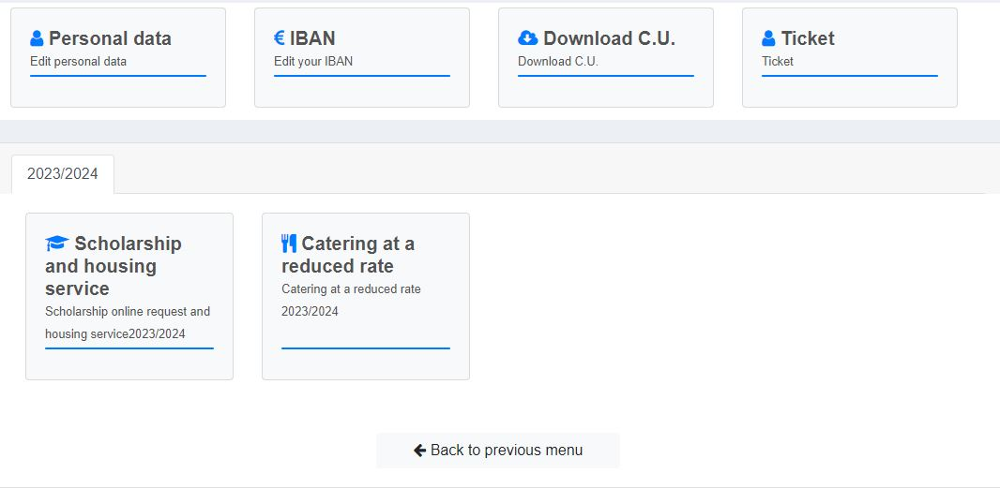 Personal data
Edit personal data
€ IBAN
Edit your IBAN
Download C.U.
Download C.U.
Ticket
Ticket
2023/2024
Scholarship
and housing
service
Scholarship online request and
housing service2023/2024
Catering at a
reduced rate
Catering at a reduced rate
2023/2024
Back to previous menu